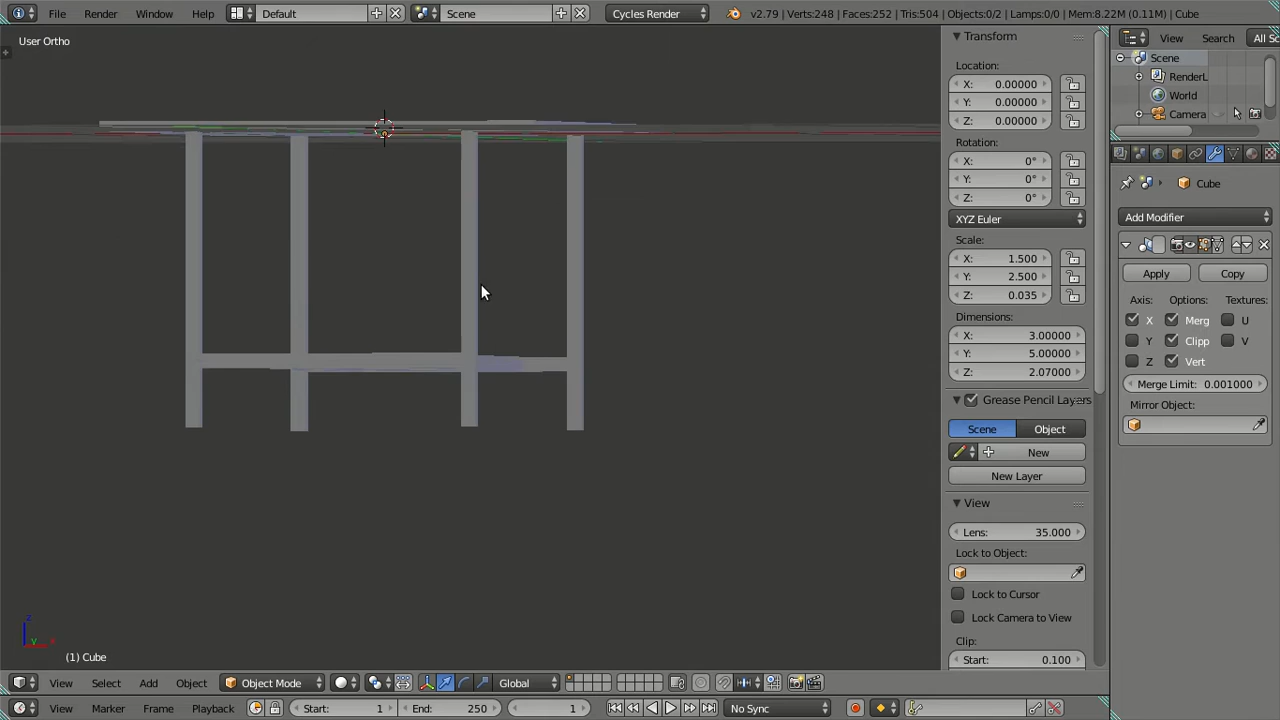 File Render Window Help Default Scene Cycles Render v2.79 | Verts:248 | Faces:252 | Tris:504 | Objects:0/2 | Lamps:0/0 | Mem:8.22M (0.11M) | Cube
User Ortho
(1) Cube
Transform
Location:
X: 0.00000
Y: 0.00000
Z: 0.00000
Rotation:
X: 0°
Y: 0°
Z: 0°
XYZ Euler
Scale:
X: 1.500
Y: 2.500
Z: 0.035
Dimensions:
X: 3.00000
Y: 5.00000
Z: 2.07000
Grease Pencil Layers
Scene Object
New
New Layer
View
Lens: 35.000
Lock to Object:
Lock to Cursor
Lock Camera to View
Clip:
Start: 0.100
View Search All Sc
Scene
RenderL
World
Camera
Cube
Add Modifier
Apply Copy
Axis: Options: Textures:
X Merg U
Y Clipp V
Z Vert
Merge Limit: 0.001000
Mirror Object:
z
y x
View Select Add Object Object Mode Global
View Marker Frame Playback Start: 1 End: 250 1 No Sync